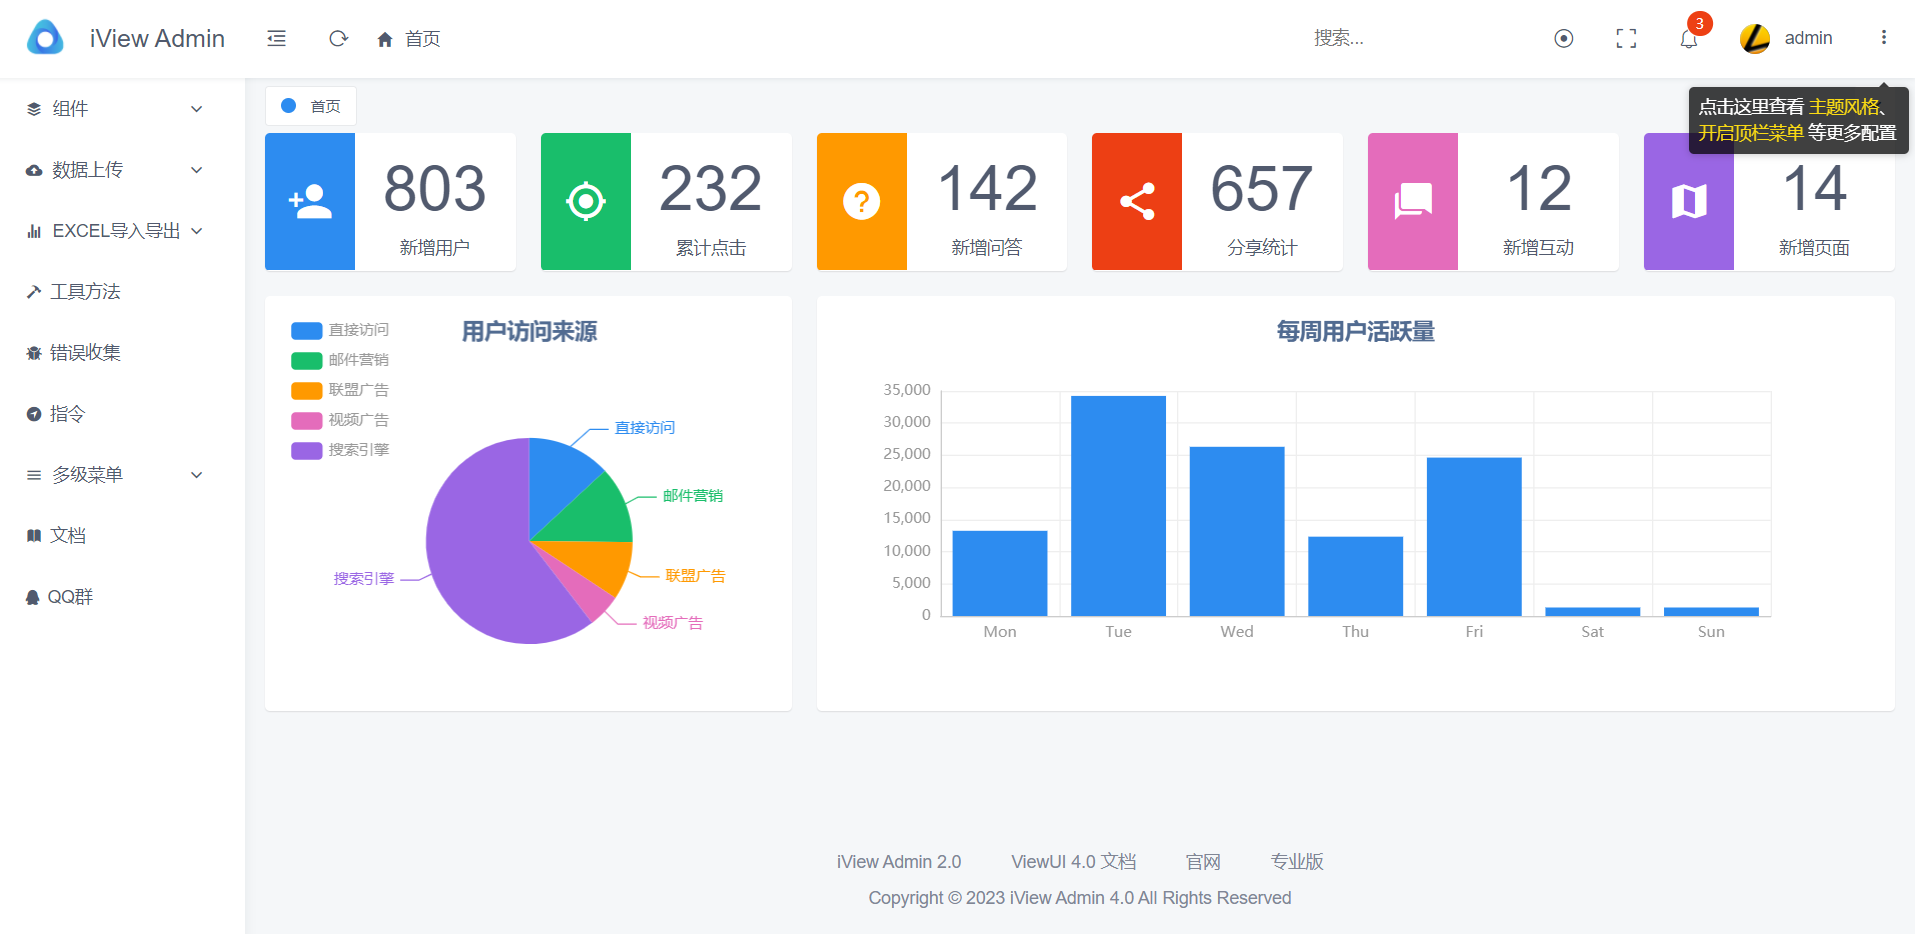 iView Admin
首页
搜索...
3
admin
点击这里查看 主题风格、
开启顶栏菜单 等更多配置
组件
数据上传
EXCEL导入导出
工具方法
错误收集
指令
多级菜单
文档
QQ群
首页
803
新增用户
232
累计点击
142
新增问答
657
分享统计
12
新增互动
14
新增页面
用户访问来源
直接访问
邮件营销
联盟广告
视频广告
搜索引擎
直接访问
邮件营销
联盟广告
视频广告
搜索引擎
每周用户活跃量
35,000
30,000
25,000
20,000
15,000
10,000
5,000
0
Mon Tue Wed Thu Fri Sat Sun
iView Admin 2.0 ViewUI 4.0 文档 官网 专业版
Copyright © 2023 iView Admin 4.0 All Rights Reserved